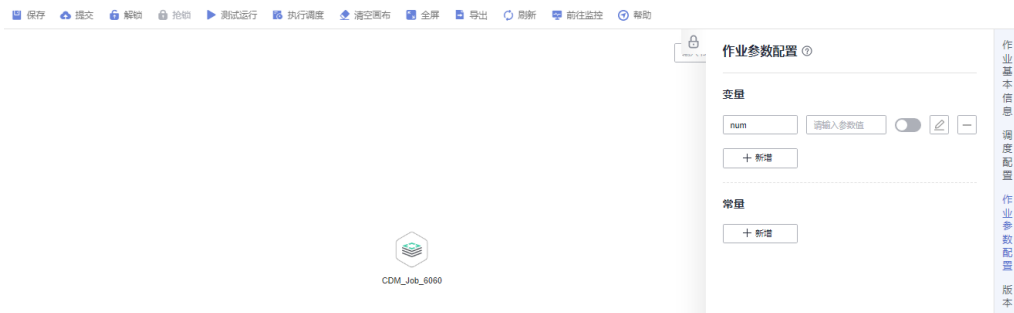 保存 提交 解锁 抢锁 测试运行 执行调度 清空画布 全屏 导出 刷新 前往监控 帮助
作业参数配置
变量
num 请输入参数值
新增
常量
新增
CDM_Job_6060
作业基本信息
调度配置
作业参数配置
版本